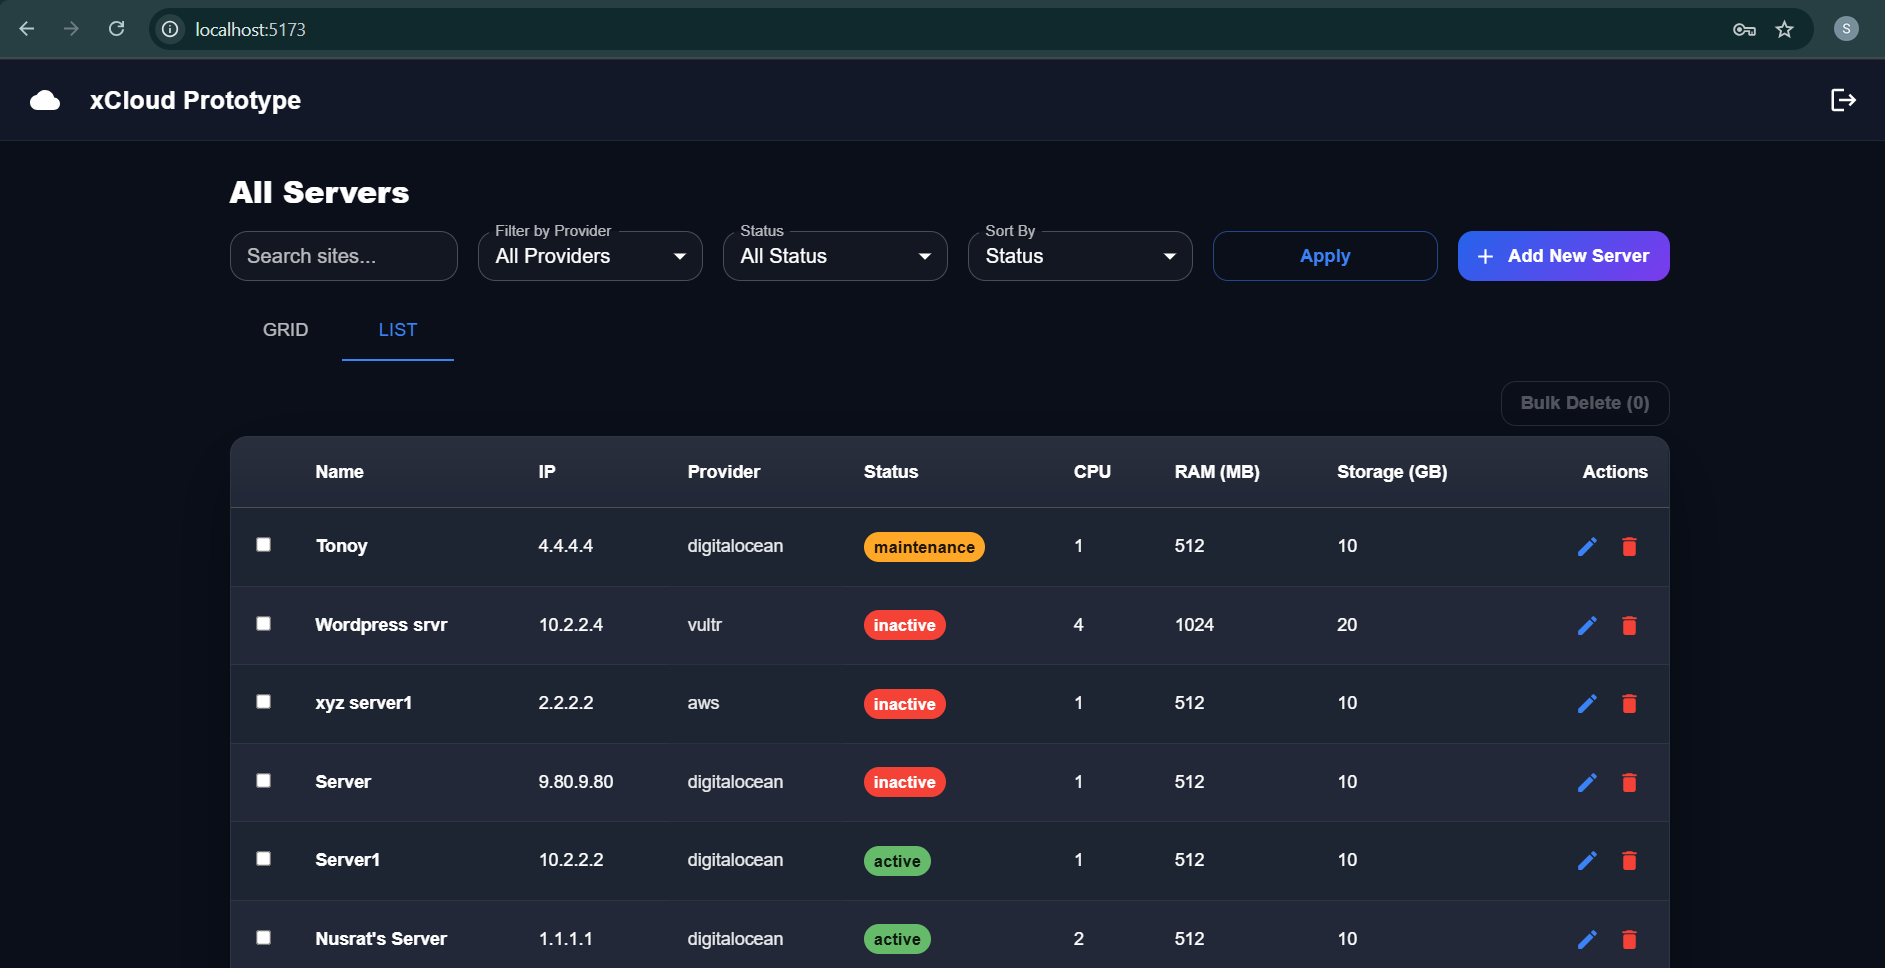 localhost:5173
S
xCloud Prototype
All Servers
Search sites...
Filter by Provider
All Providers
Status
All Status
Sort By
Status
Apply
+ Add New Server
GRID LIST
Bulk Delete (0)
Name IP Provider Status CPU RAM (MB) Storage (GB) Actions
Tonoy 4.4.4.4 digitalocean maintenance 1 512 10
Wordpress srvr 10.2.2.4 vultr inactive 4 1024 20
xyz server1 2.2.2.2 aws inactive 1 512 10
Server 9.80.9.80 digitalocean inactive 1 512 10
Server1 10.2.2.2 digitalocean active 1 512 10
Nusrat's Server 1.1.1.1 digitalocean active 2 512 10